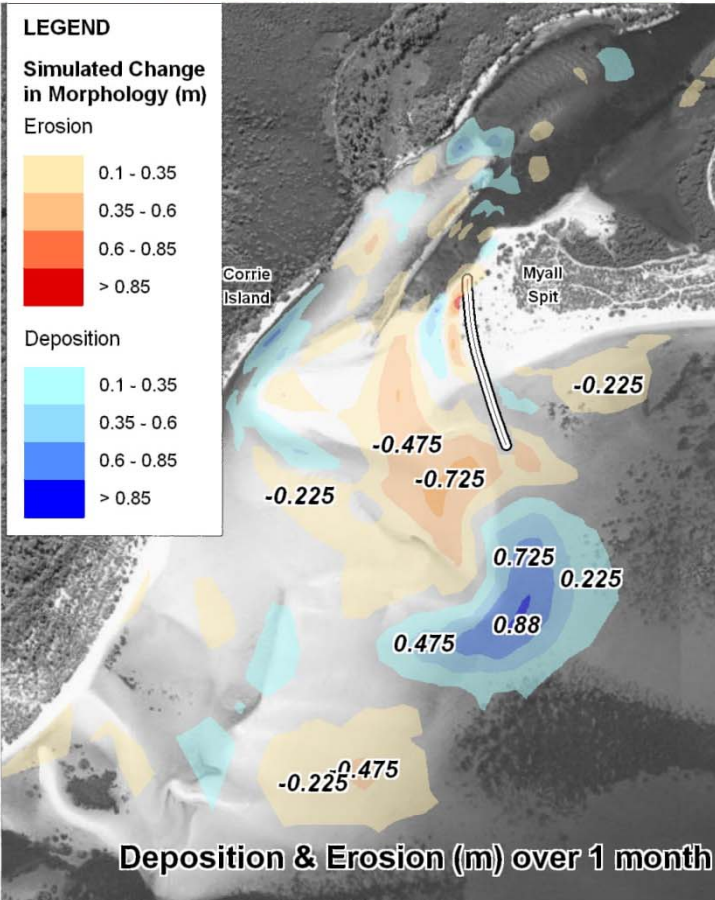 LEGEND
Simulated Change
in Morphology (m)
Erosion
0.1 - 0.35
0.35 - 0.6
0.6 - 0.85
> 0.85
Deposition
0.1 - 0.35
0.35 - 0.6
0.6 - 0.85
> 0.85
Corrie
Island
Myall
Spit
-0.225
-0.475
-0.725
-0.225
0.725
0.225
0.88
0.475
-0.475
-0.225
Deposition & Erosion (m) over 1 month